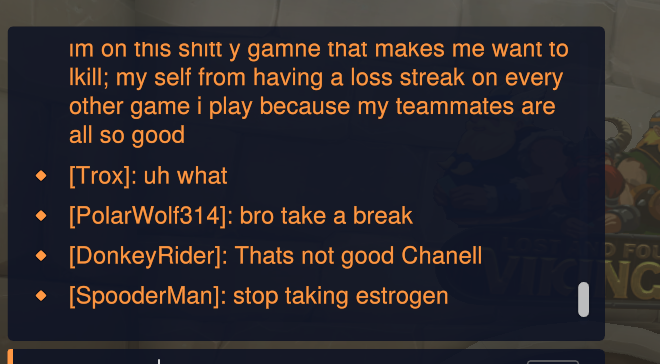 im on this shitt y gamne that makes me want to
lkill; my self from having a loss streak on every
other game i play because my teammates are
all so good
[Trox]: uh what
[PolarWolf314]: bro take a break
[DonkeyRider]: Thats not good Chanell
[SpooderMan]: stop taking estrogen